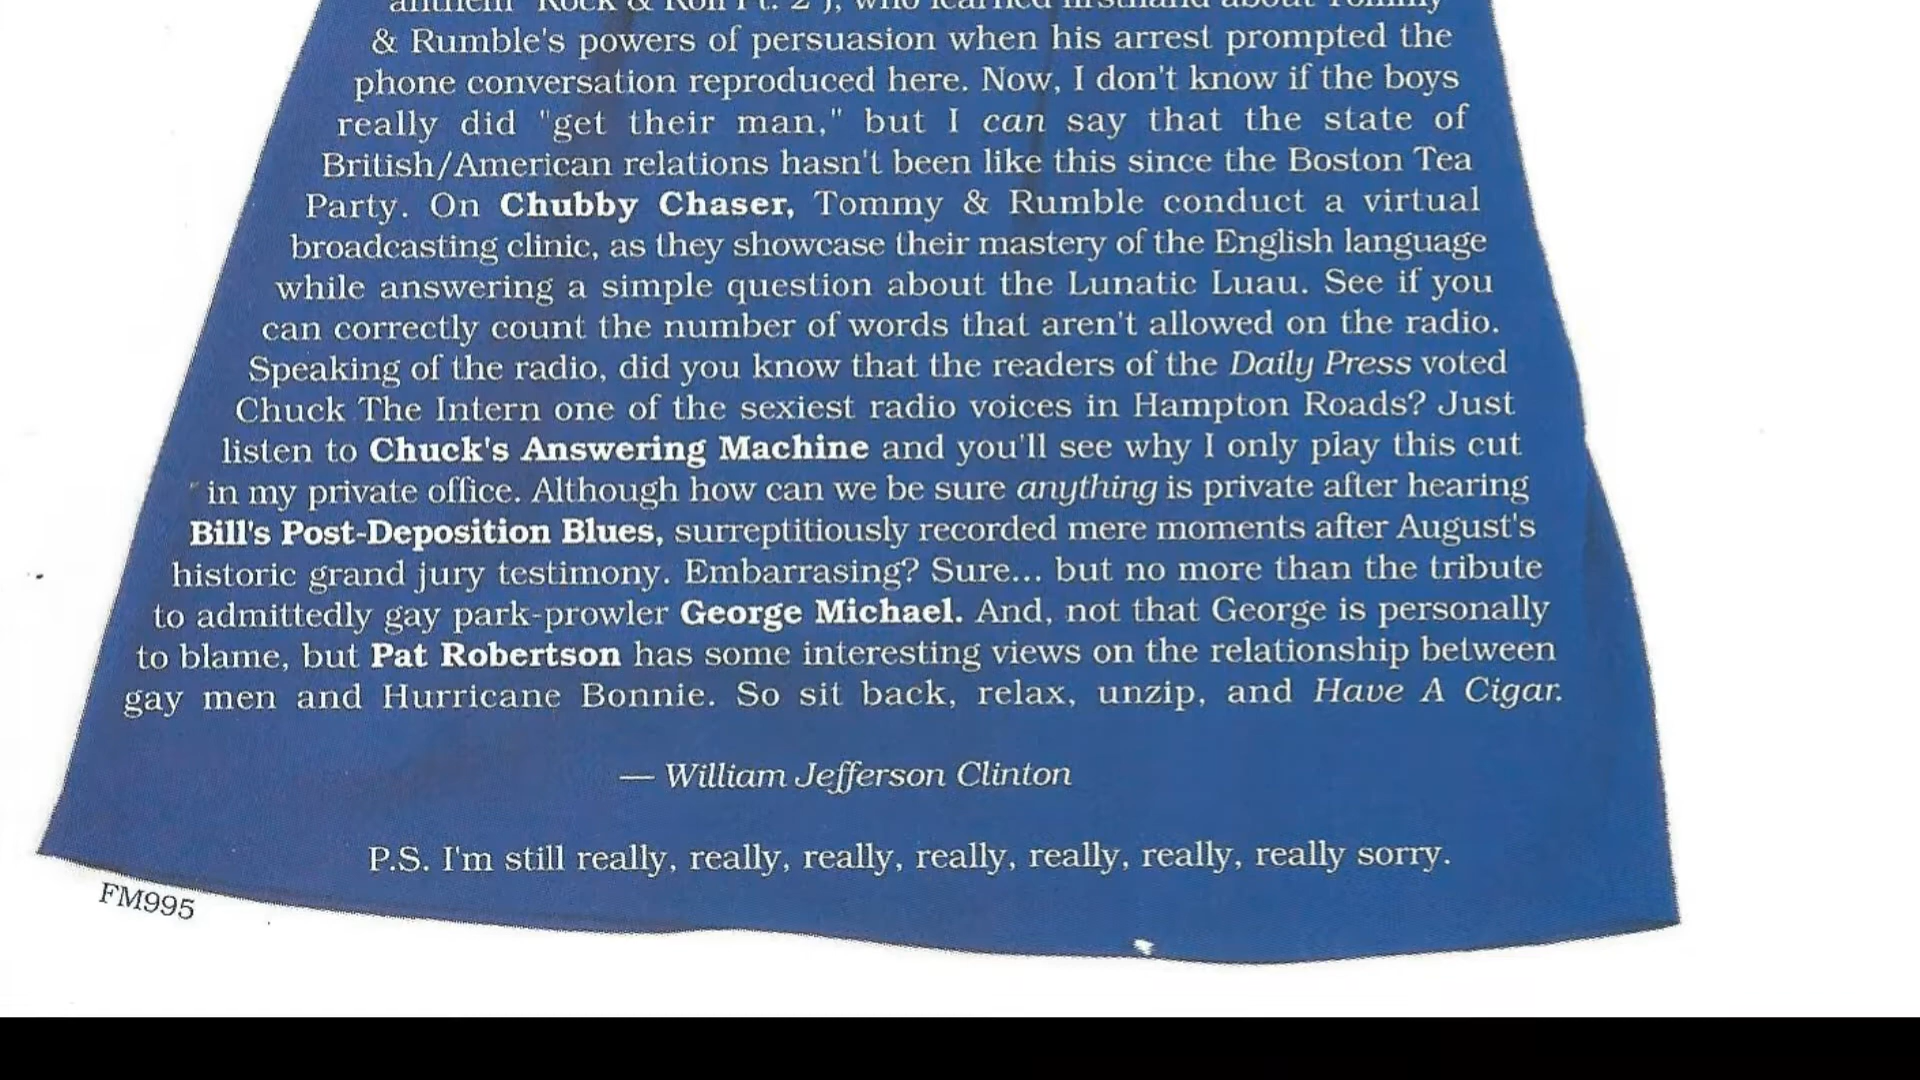 anthem "Rock & Roll Pt. 2"), who learned firsthand about Tommy
& Rumble's powers of persuasion when his arrest prompted the
phone conversation reproduced here. Now, I don't know if the boys
really did "get their man," but I can say that the state of
British/American relations hasn't been like this since the Boston Tea
Party. On Chubby Chaser, Tommy & Rumble conduct a virtual
broadcasting clinic, as they showcase their mastery of the English language
while answering a simple question about the Lunatic Luau. See if you
can correctly count the number of words that aren't allowed on the radio.
Speaking of the radio, did you know that the readers of the Daily Press voted
Chuck The Intern one of the sexiest radio voices in Hampton Roads? Just
listen to Chuck's Answering Machine and you'll see why I only play this cut
in my private office. Although how can we be sure anything is private after hearing
Bill's Post-Deposition Blues, surreptitiously recorded mere moments after August's
historic grand jury testimony. Embarrasing? Sure... but no more than the tribute
to admittedly gay park-prowler George Michael. And, not that George is personally
to blame, but Pat Robertson has some interesting views on the relationship between
gay men and Hurricane Bonnie. So sit back, relax, unzip, and Have A Cigar.
— William Jefferson Clinton
P.S. I'm still really, really, really, really, really, really, really sorry.
FM995